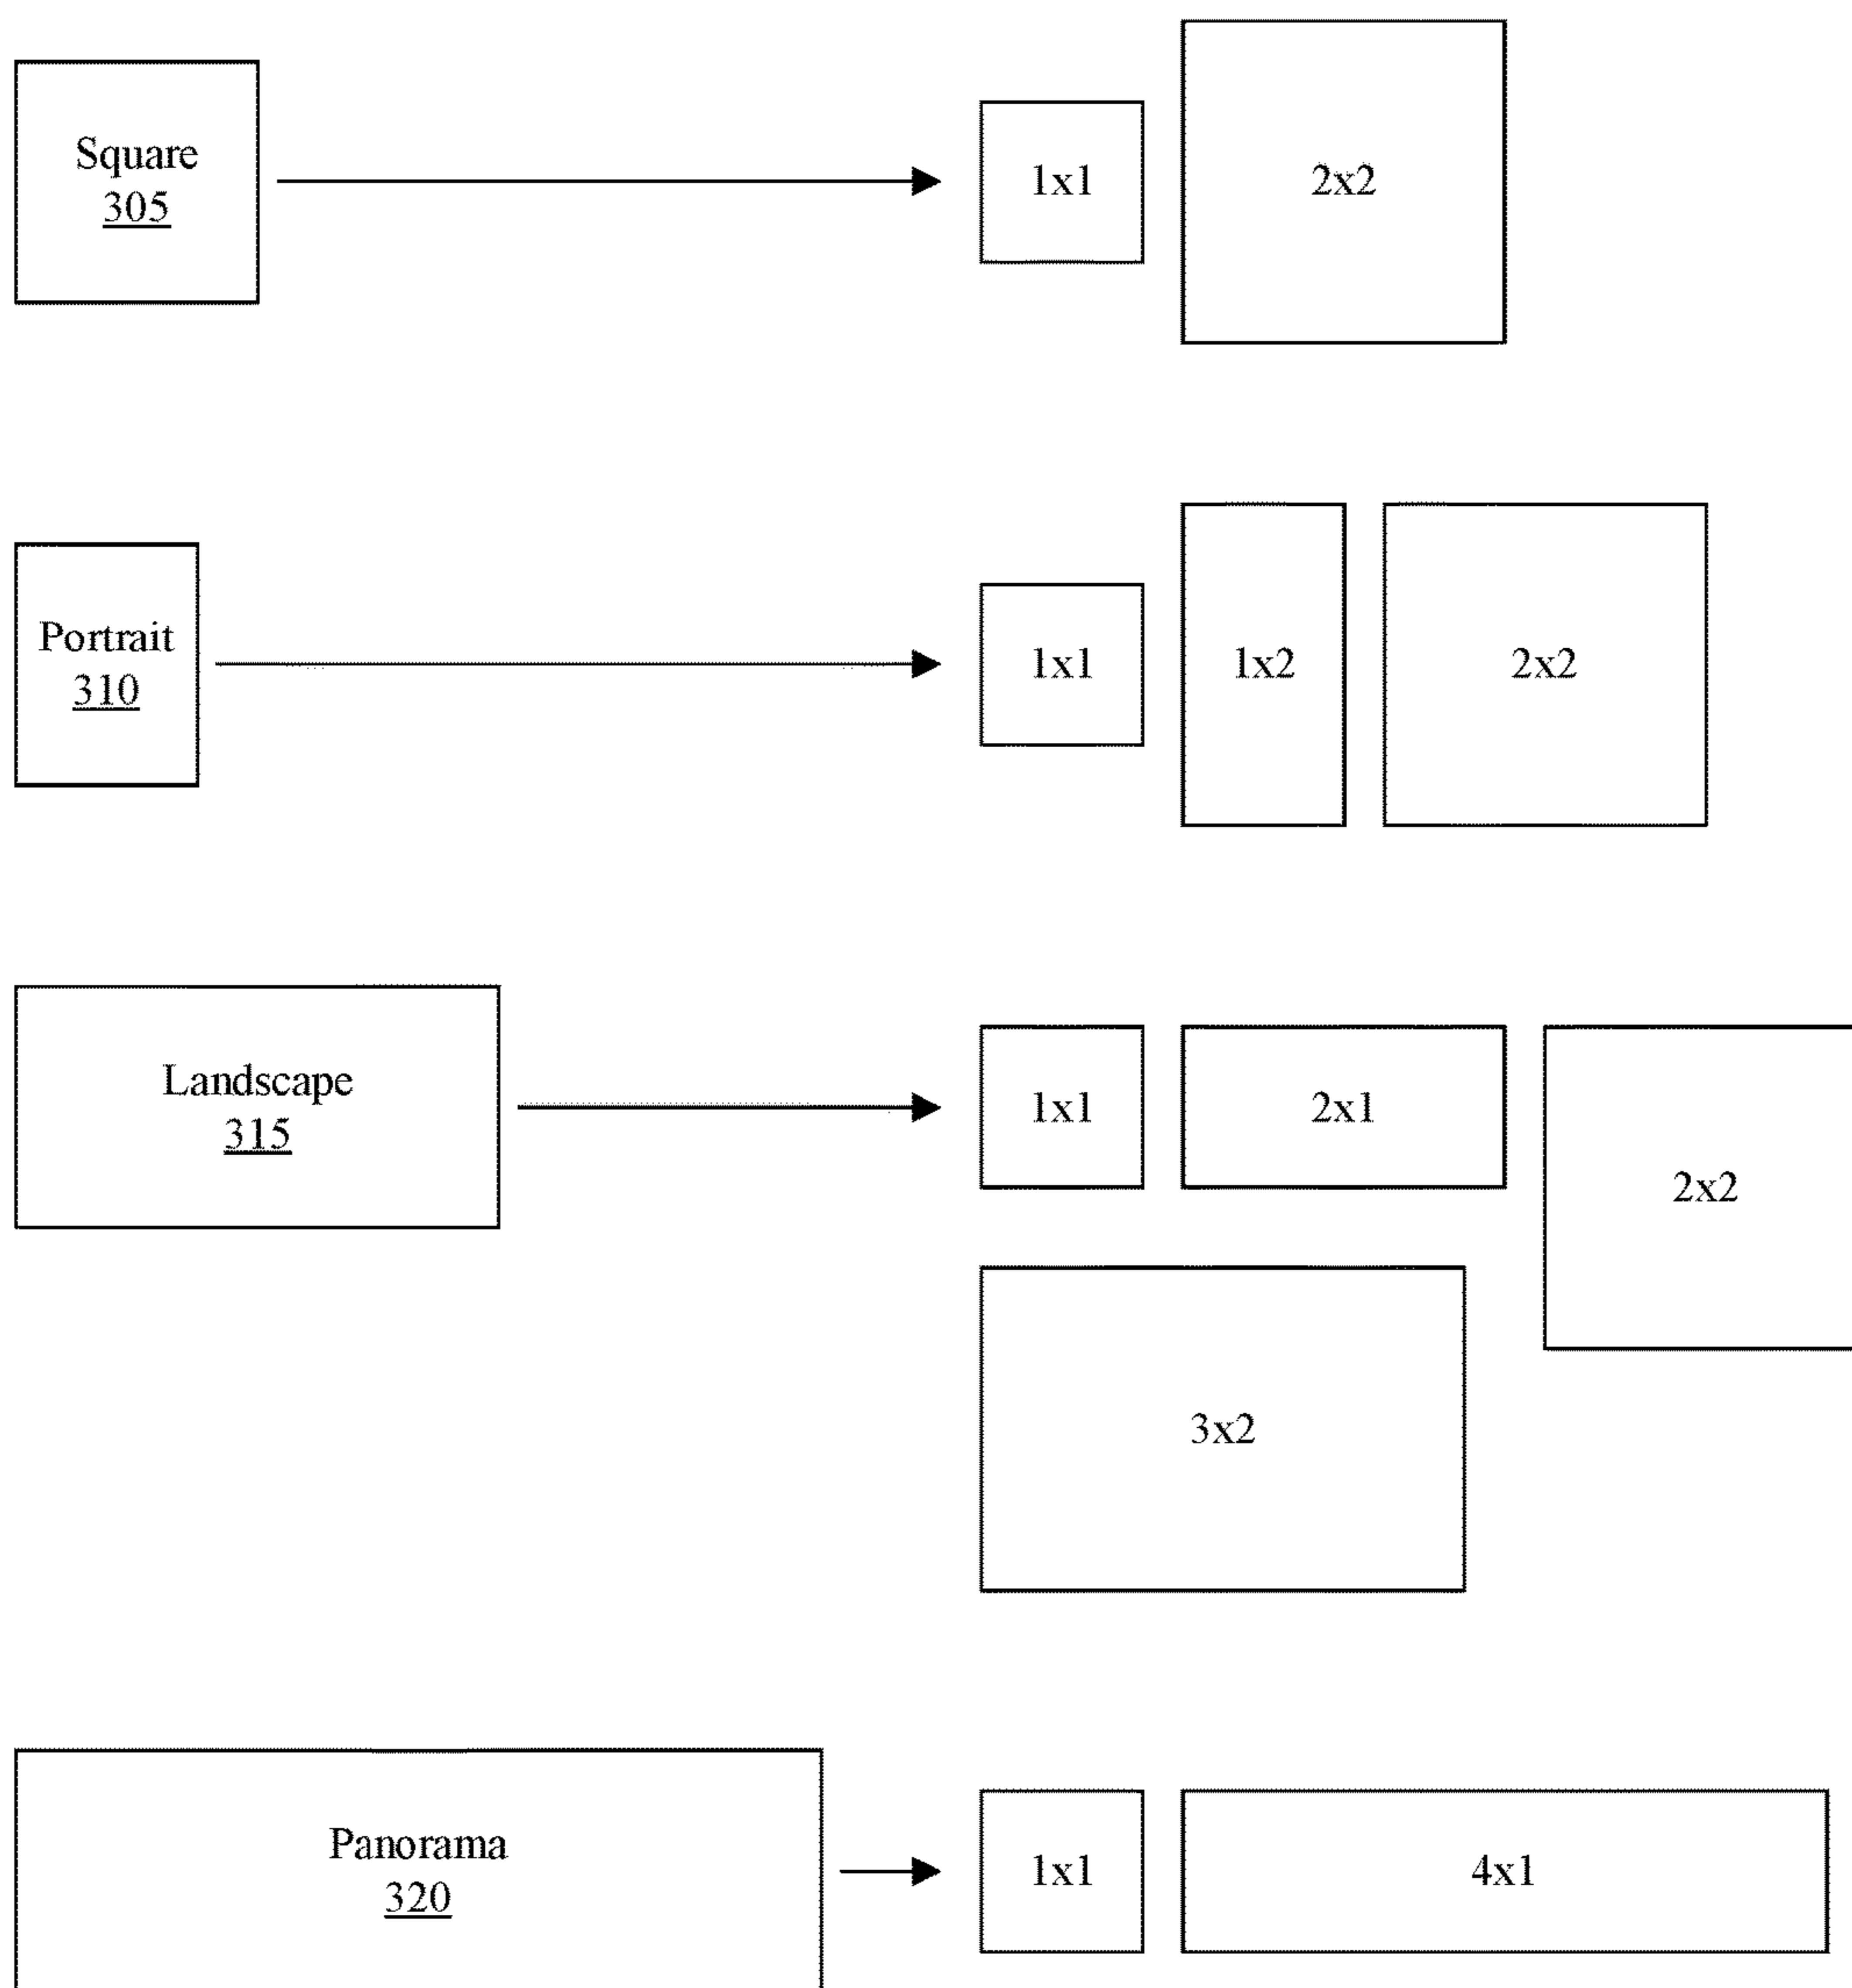 Square
305
1x1
2x2
Portrait
310
1x1
1x2
2x2
Landscape
315
1x1
2x1
2x2
3x2
Panorama
320
1x1
4x1